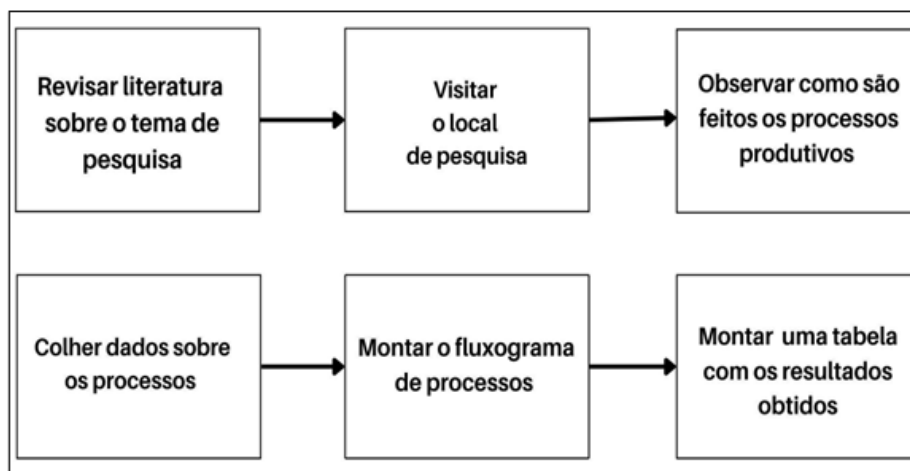 Revisar literatura
sobre o tema de
pesquisa
Visitar
o local
de pesquisa
Observar como são
feitos os processos
produtivos
Colher dados sobre
os processos
Montar o fluxograma
de processos
Montar uma tabela
com os resultados
obtidos